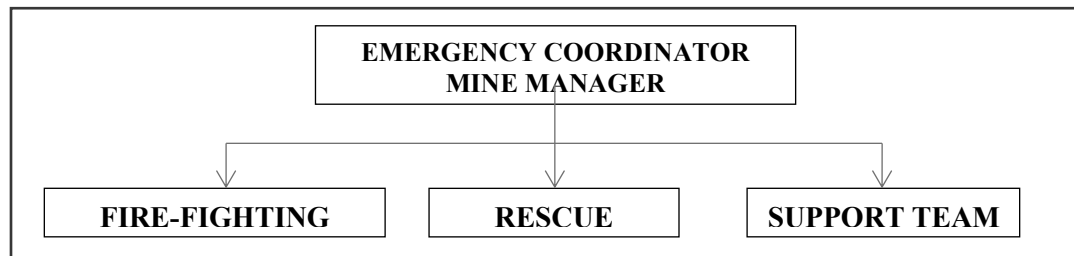 EMERGENCY COORDINATOR
MINE MANAGER
FIRE-FIGHTING
RESCUE
SUPPORT TEAM